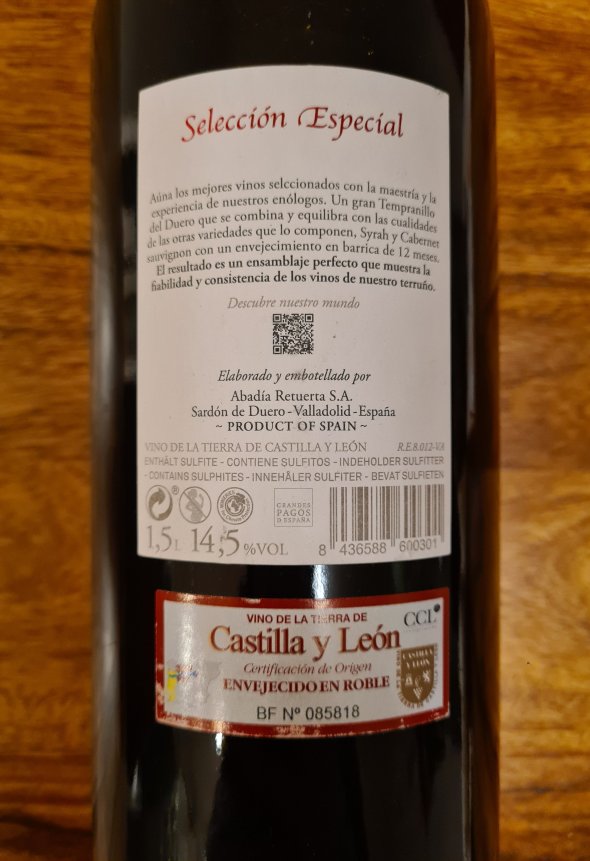 Selección Especial
Aúna los mejores vinos selccionados con la maestría y la
experiencia de nuestros enólogos. Un gran Tempranillo
del Duero que se combina y equilibra con las cualidades
de las otras variedades que lo componen, Syrah y Cabernet
sauvignon con un envejecimiento en barrica de 12 meses.
El resultado es un ensamblaje perfecto que muestra la
fiabilidad y consistencia de los vinos de nuestro terruño.
Descubre nuestro mundo
Elaborado y embotellado por
Abadía Retuerta S.A.
Sardón de Duero - Valladolid - España
~ PRODUCT OF SPAIN ~
VINO DE LA TIERRA DE CASTILLA Y LEÓN R.E.8.012-VA
ENTHÄLT SULFITE - CONTIENE SULFITOS - INDEHOLDER SULFITTER
- CONTAINS SULPHITES - INNEHÅLER SULFITER - BEVAT SULFIETEN
®
GRANDES
PAGOS
D ESPAÑA
1,5L 14,5%VOL
8 436588 600301
VINO DE LA TIERRA DE
CCL
Castilla y León
Certificación de Origen
ENVEJECIDO EN ROBLE
CASTILLA
Y LEÓN
BF Nº 085818